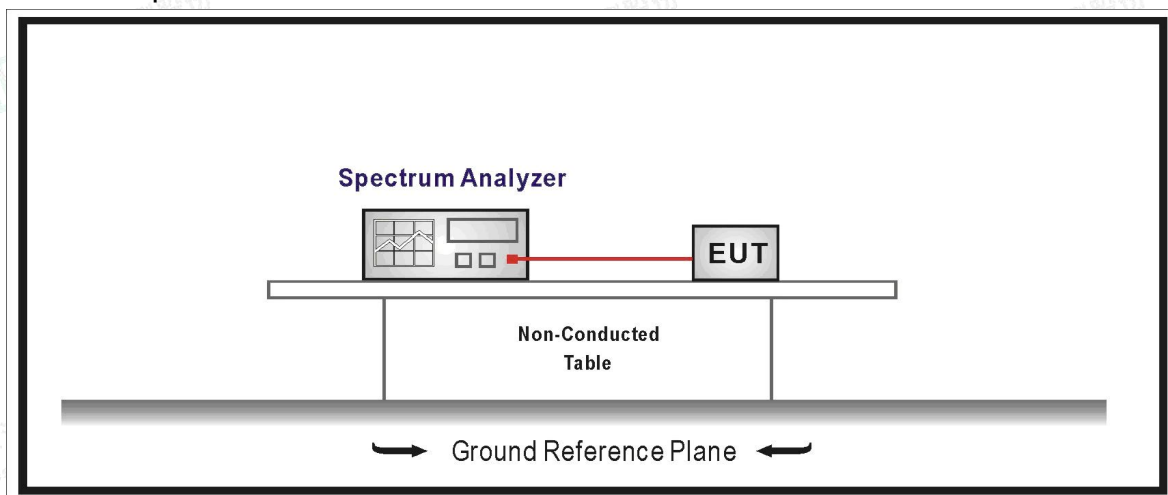 Spectrum Analyzer
EUT
Non-Conducted
Table
Ground Reference Plane